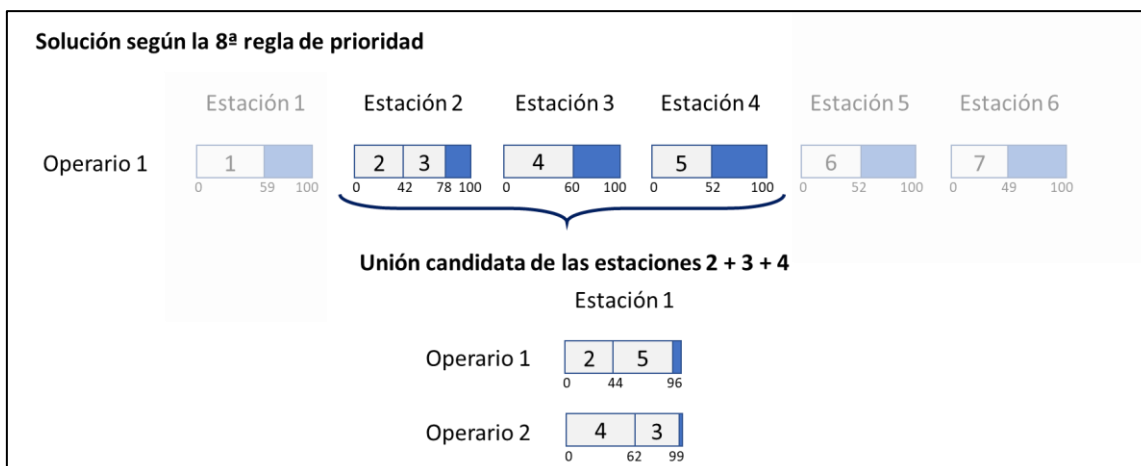 Solución según la 8ª regla de prioridad
Estación 1 Estación 2 Estación 3 Estación 4 Estación 5 Estación 6
Operario 1 1 2 3 4 5 6 7
0 59 100 0 42 78 100 0 60 100 0 52 100 0 52 100 0 49 100
Unión candidata de las estaciones 2 + 3 + 4
Estación 1
Operario 1 2 5
0 44 96
Operario 2 4 3
0 62 99